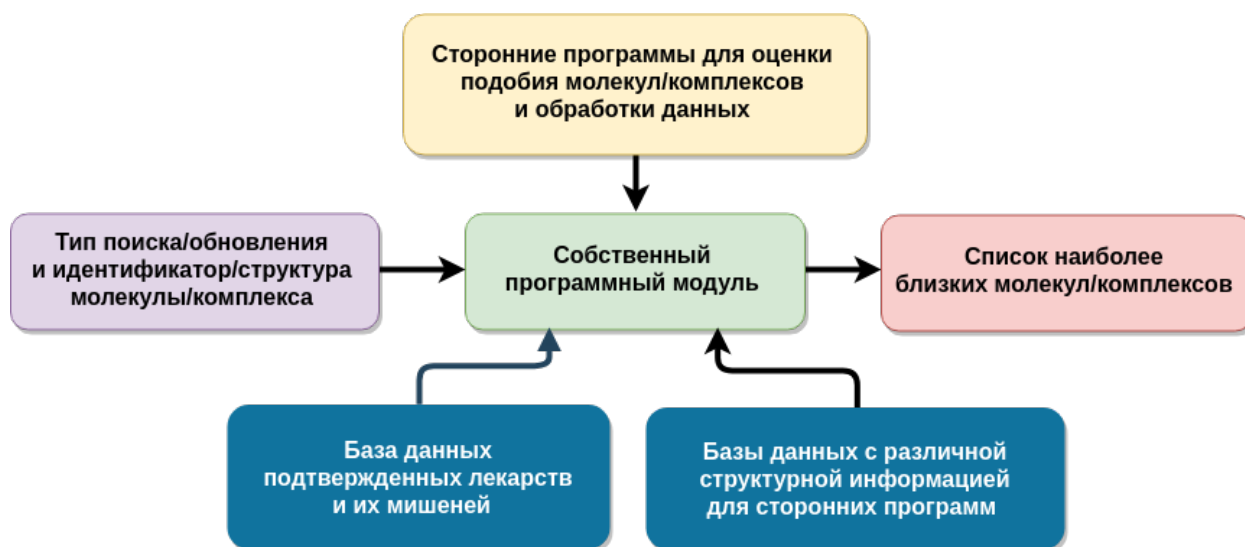 Сторонние программы для оценки
подобия молекул/комплексов
и обработки данных
Тип поиска/обновления
и идентификатор/структура
молекулы/комплекса
Собственный
программный модуль
Список наиболее
близких молекул/комплексов
База данных
подтвержденных лекарств
и их мишеней
Базы данных с различной
структурной информацией
для сторонних программ